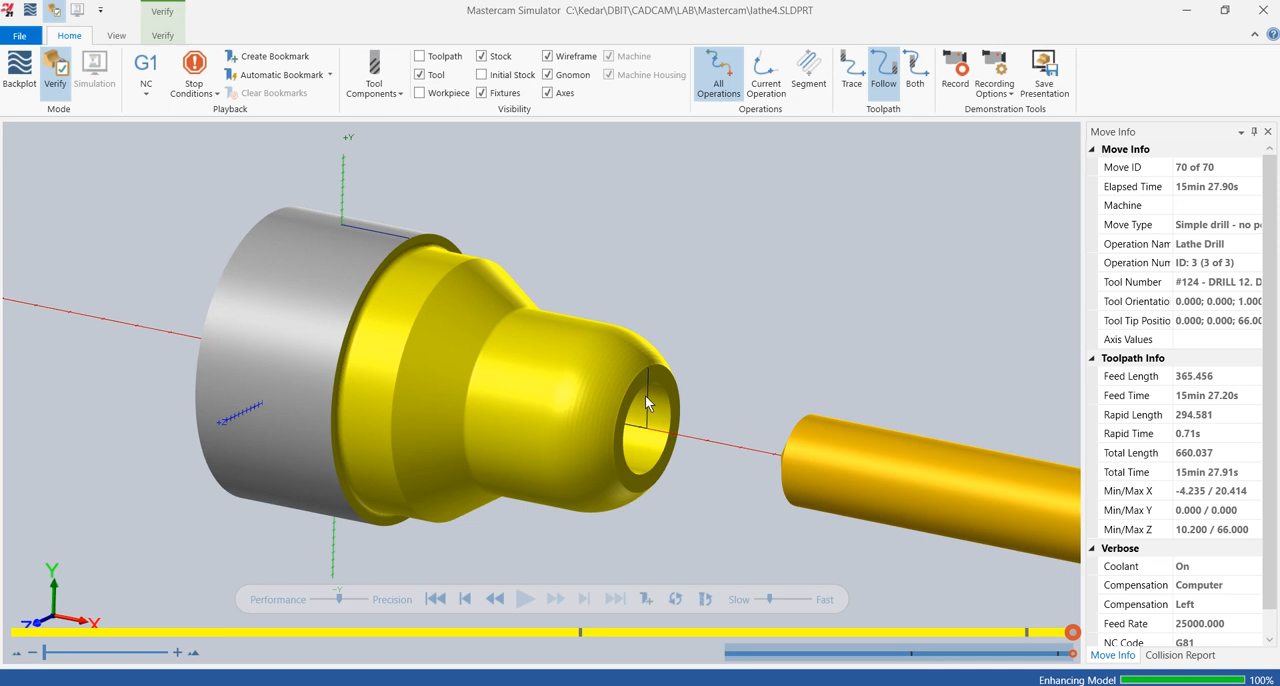 Verify
Mastercam Simulator C:\Kedar\DBIT\CADCAM\LAB\Mastercam\lathe4.SLDPRT
File
Home
View
Verify
Backplot
Verify
Simulation
Mode
G1
NC
Stop
Conditions
Create Bookmark
Automatic Bookmark
Clear Bookmarks
Playback
Tool
Components
Toolpath
Stock
Wireframe
Machine
Tool
Initial Stock
Gnomon
Machine Housing
Workpiece
Fixtures
Axes
Visibility
All
Operations
Current
Operation
Segment
Operations
Trace
Follow
Both
Toolpath
Record
Recording
Options
Save
Presentation
Demonstration Tools
+Y
-Y
Y
X
Z
Performance
Precision
Slow
Fast
Move Info
Move Info
Move ID 70 of 70
Elapsed Time 15min 27.90s
Machine
Move Type Simple drill - no p
Operation Nam Lathe Drill
Operation Num ID: 3 (3 of 3)
Tool Number #124 - DRILL 12. D
Tool Orientatio 0.000; 0.000; 1.000
Tool Tip Positio 0.000; 0.000; 66.00
Axis Values
Toolpath Info
Feed Length 365.456
Feed Time 15min 27.20s
Rapid Length 294.581
Rapid Time 0.71s
Total Length 660.037
Total Time 15min 27.91s
Min/Max X -4.235 / 20.414
Min/Max Y 0.000 / 0.000
Min/Max Z 10.200 / 66.000
Verbose
Coolant On
Compensation Computer
Compensation Left
Feed Rate 25000.000
NC Code G81
Move Info Collision Report
Enhancing Model 100%